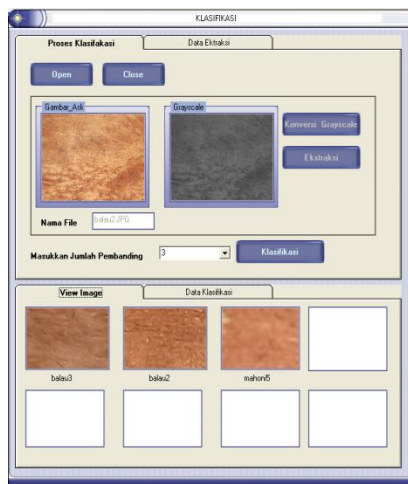 KLASIFIKASI
Proses Klasifakasi
Data Ektraksi
Open
Close
Gambar_Asli
Grayscale
Konversi Grayscale
Ekstraksi
Nama File
balau2.JPG
Masukkan Jumlah Pembanding
3
Klasifikasi
View Image
Data Klasifikasi
balau3
balau2
mahoni5